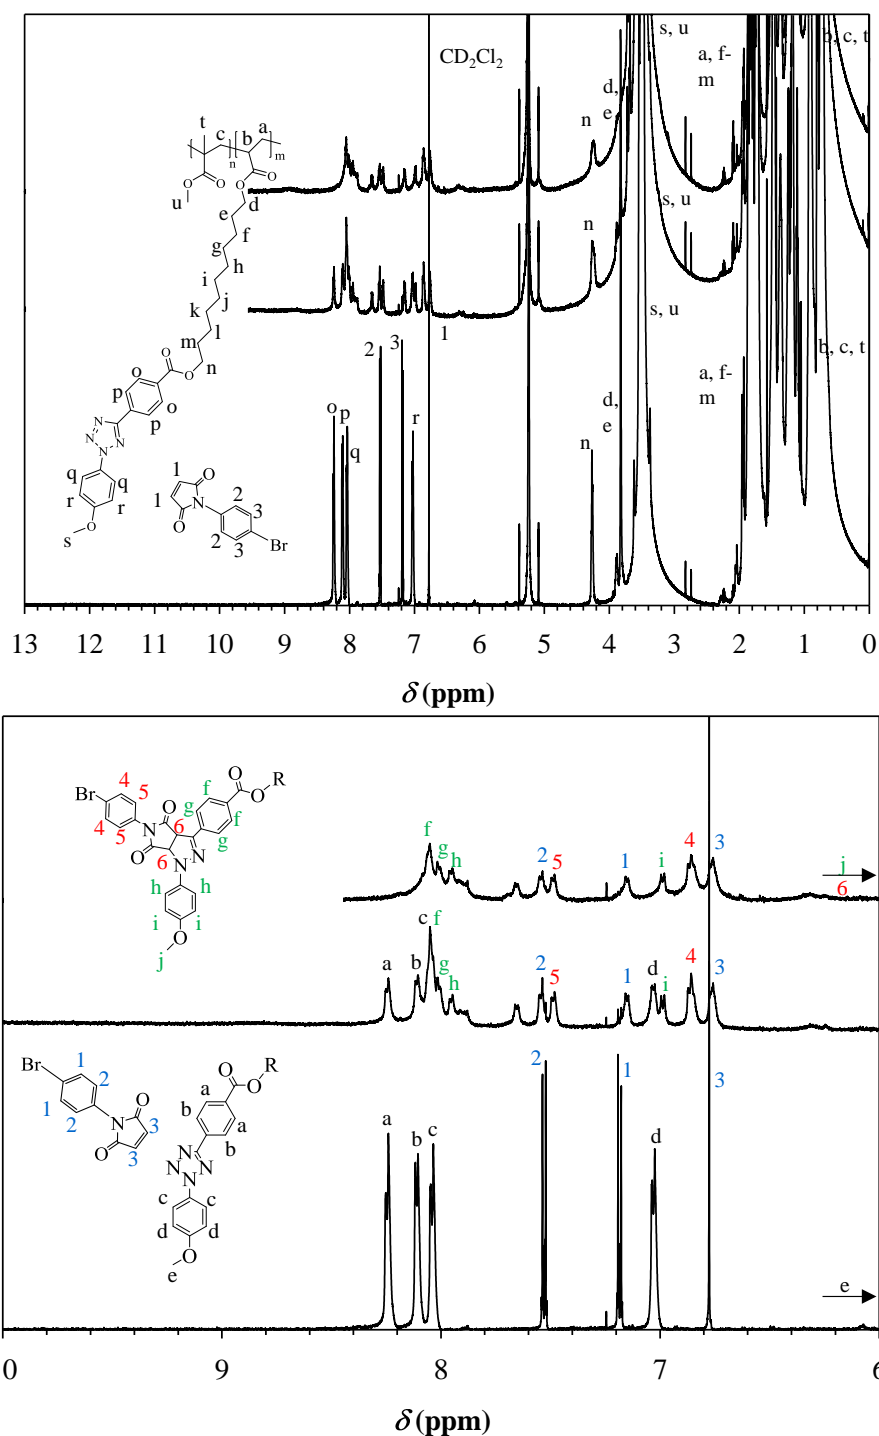 s, u
b, c, t
CD₂Cl₂
a, f-
m
d,
e
n
t
c
b
a
n
m
O
O
O
O
u
d
e
f
g
h
i
j
k
l
m
n
O
O
o
p
o
p
N
N
N
N
q
q
r
r
O
s
s, u
n
s, u
1
2
3
b, c, t
a, f-
m
d,
e
n
o
p
q
r
1
1
O
O
N
2
2
3
3
Br
13 12 11 10 9 8 7 6 5 4 3 2 1 0
δ (ppm)
4
5
Br
4
5
O
N
O
6
6
N
N
O
R
O
f
f
g
g
h
h
i
i
O
j
f
g
h
2
5
1
i
4
3
j
6
a
b
c
f
g
h
2
5
1
d
i
4
3
Br
1
2
1
2
N
O
O
3
3
O
R
O
a
a
b
b
N
N
N
N
c
c
d
d
O
e
a
b
c
2
1
d
3
e
0 9 8 7 6
δ (ppm)